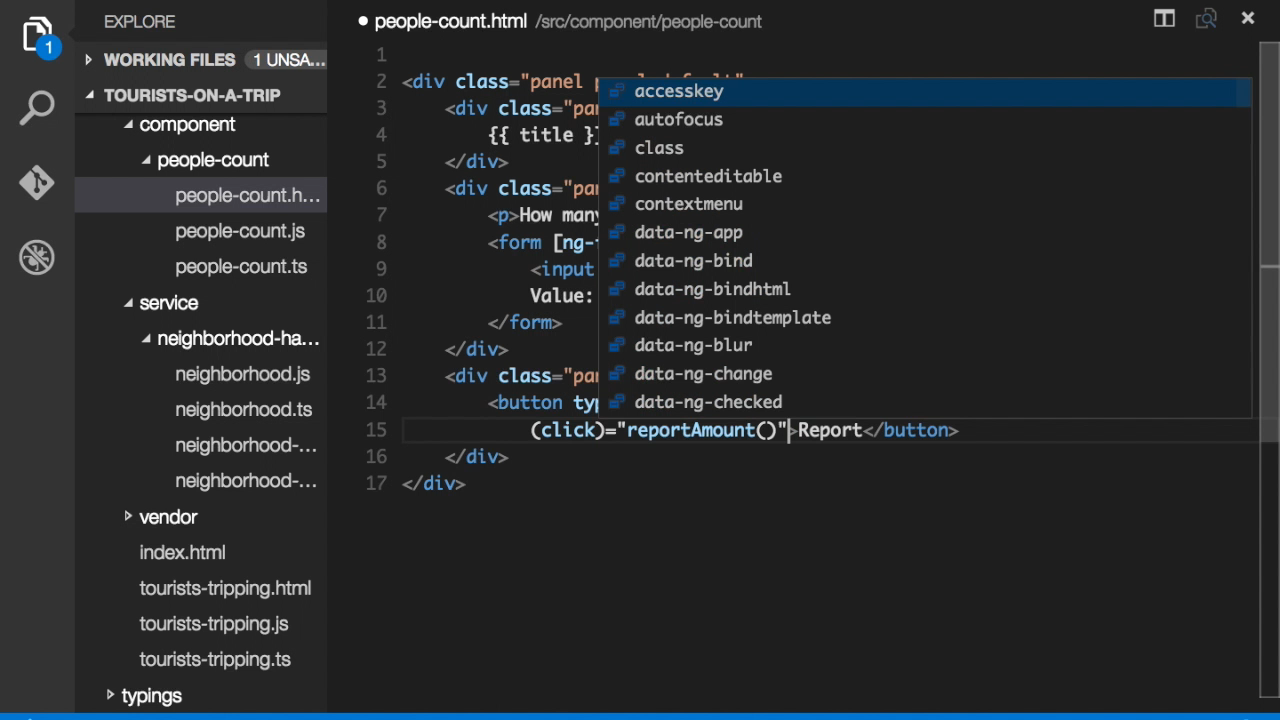 EXPLORE
1
WORKING FILES 1 UNSA...
TOURISTS-ON-A-TRIP
component
people-count
people-count.h...
people-count.js
people-count.ts
service
neighborhood-ha...
neighborhood.js
neighborhood.ts
neighborhood-...
neighborhood-...
vendor
index.html
tourists-tripping.html
tourists-tripping.js
tourists-tripping.ts
typings
people-count.html /src/component/people-count
1
2 <div class="panel
3 <div class="pa
4 {{ title }}
5 </div>
6 <div class="pa
7 <p>How many
8 <form [ng-
9 <input
10 Value:
11 </form>
12 </div>
13 <div class="pa
14 <button typ
15 (click)="reportAmount()">Report</button>
16 </div>
17 </div>
accesskey
autofocus
class
contenteditable
contextmenu
data-ng-app
data-ng-bind
data-ng-bindhtml
data-ng-bindtemplate
data-ng-blur
data-ng-change
data-ng-checked